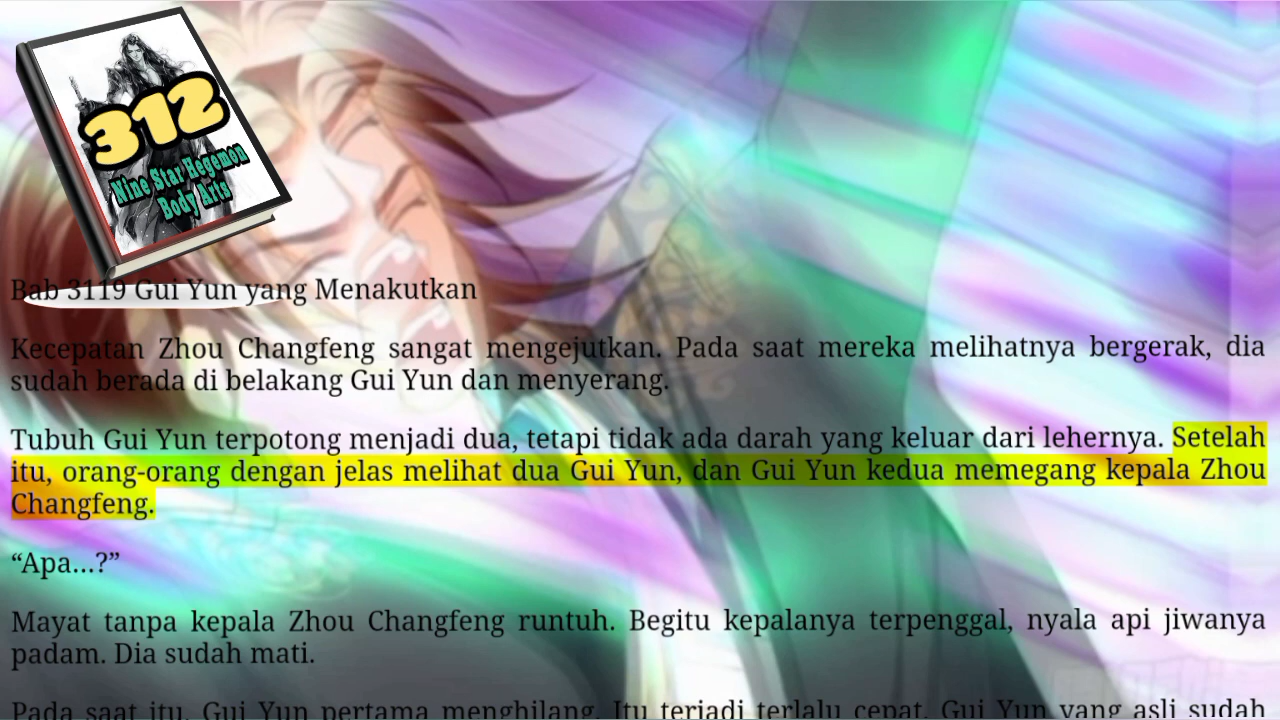 312
Nine Star Hegemon
Body Arts
Bab 3119 Gui Yun yang Menakutkan
Kecepatan Zhou Changfeng sangat mengejutkan. Pada saat mereka melihatnya bergerak, dia
sudah berada di belakang Gui Yun dan menyerang.
Tubuh Gui Yun terpotong menjadi dua, tetapi tidak ada darah yang keluar dari lehernya. Setelah
itu, orang-orang dengan jelas melihat dua Gui Yun, dan Gui Yun kedua memegang kepala Zhou
Changfeng.
“Apa...?”
Mayat tanpa kepala Zhou Changfeng runtuh. Begitu kepalanya terpenggal, nyala api jiwanya
padam. Dia sudah mati.
Pada saat itu, Gui Yun pertama menghilang. Itu terjadi terlalu cepat. Gui Yun yang asli sudah